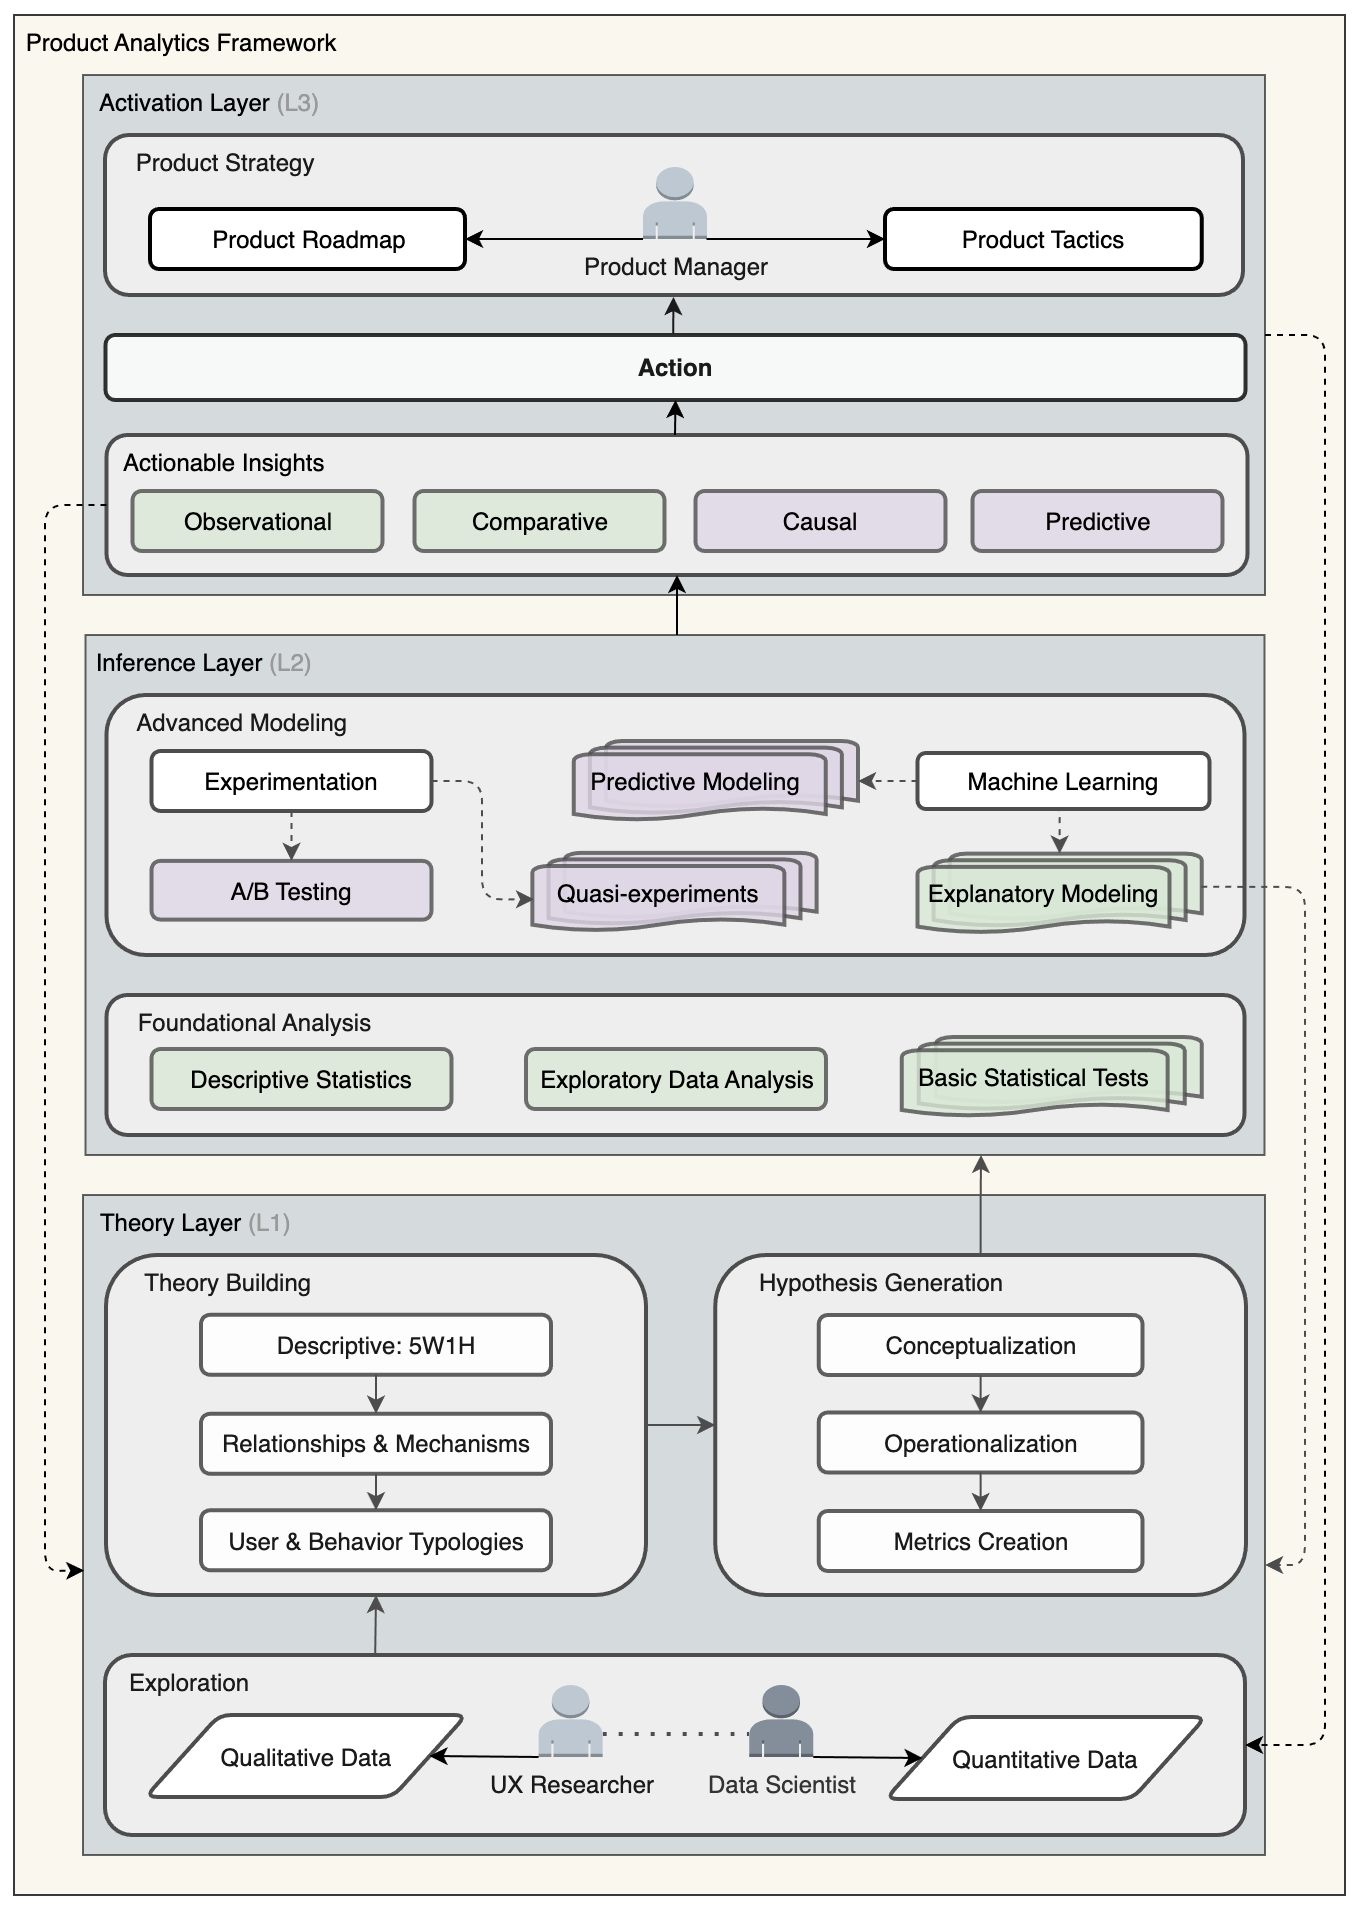 Product Analytics Framework
Activation Layer (L3)
Product Strategy
Product Roadmap
Product Manager
Product Tactics
Action
Actionable Insights
Observational
Comparative
Causal
Predictive
Inference Layer (L2)
Advanced Modeling
Experimentation
Predictive Modeling
Machine Learning
A/B Testing
Quasi-experiments
Explanatory Modeling
Foundational Analysis
Descriptive Statistics
Exploratory Data Analysis
Basic Statistical Tests
Theory Layer (L1)
Theory Building
Descriptive: 5W1H
Relationships & Mechanisms
User & Behavior Typologies
Hypothesis Generation
Conceptualization
Operationalization
Metrics Creation
Exploration
Qualitative Data
UX Researcher
Data Scientist
Quantitative Data